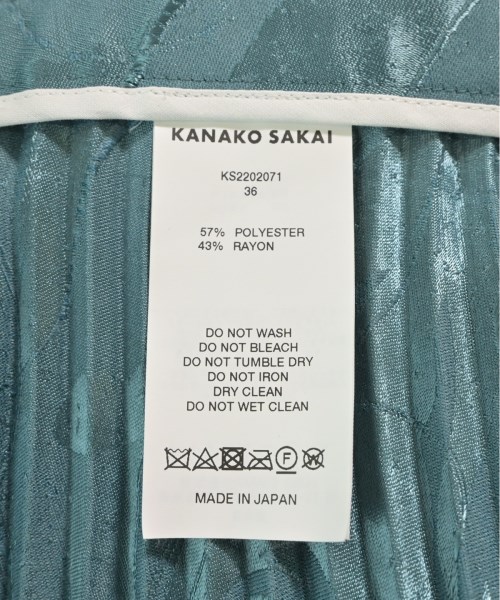 KANAKO SAKAI
KS2202071
36
57% POLYESTER
43% RAYON
DO NOT WASH
DO NOT BLEACH
DO NOT TUMBLE DRY
DO NOT IRON
DRY CLEAN
DO NOT WET CLEAN
F W
MADE IN JAPAN